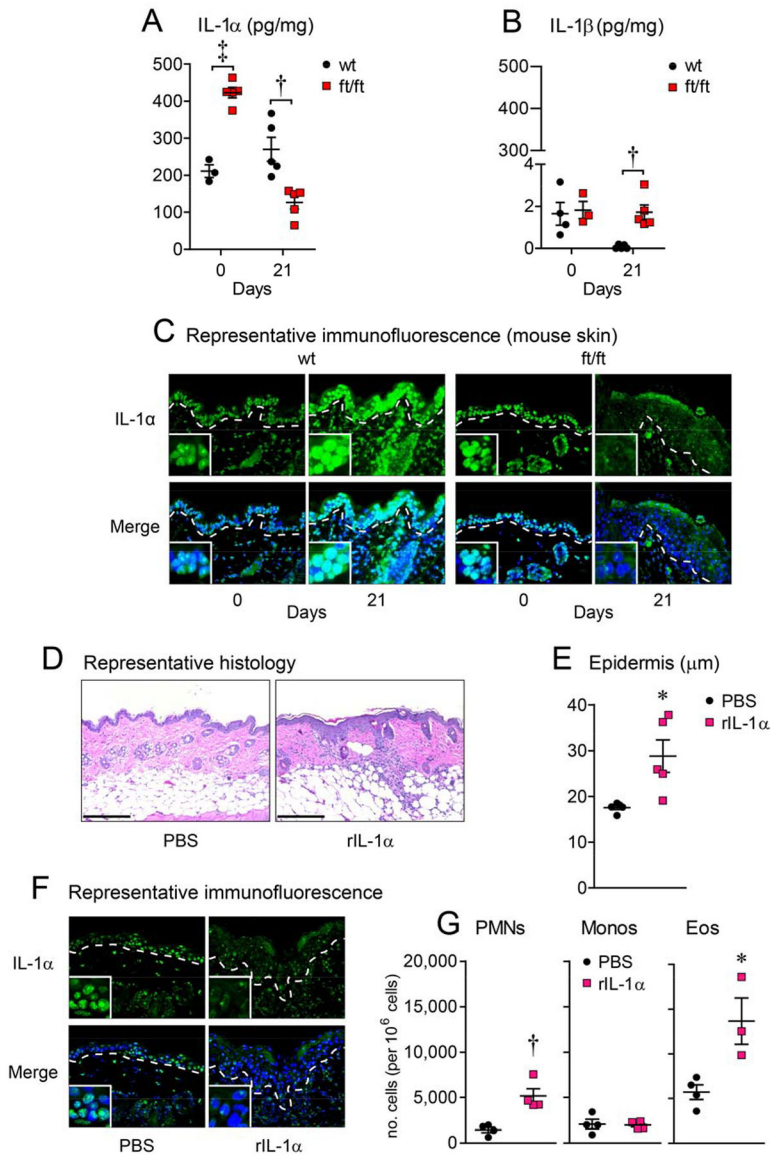 A IL-1α (pg/mg)
‡ †
wt
ft/ft
500
400
300
200
100
0
0 21
Days
B IL-1β (pg/mg)
wt
ft/ft
500
400
300
†
4
2
0
0 21
Days
C Representative immunofluorescence (mouse skin)
wt ft/ft
IL-1α
Merge
0 21 0 21
Days Days
D Representative histology
PBS rIL-1α
E Epidermis (μm)
PBS
rIL-1α
*
40
30
20
10
0
F Representative immunofluorescence
IL-1α
Merge
PBS rIL-1α
G PMNs Monos Eos
PBS
rIL-1α
no. cells (per 10⁶ cells)
20,000
15,000
10,000
5,000
0
† *